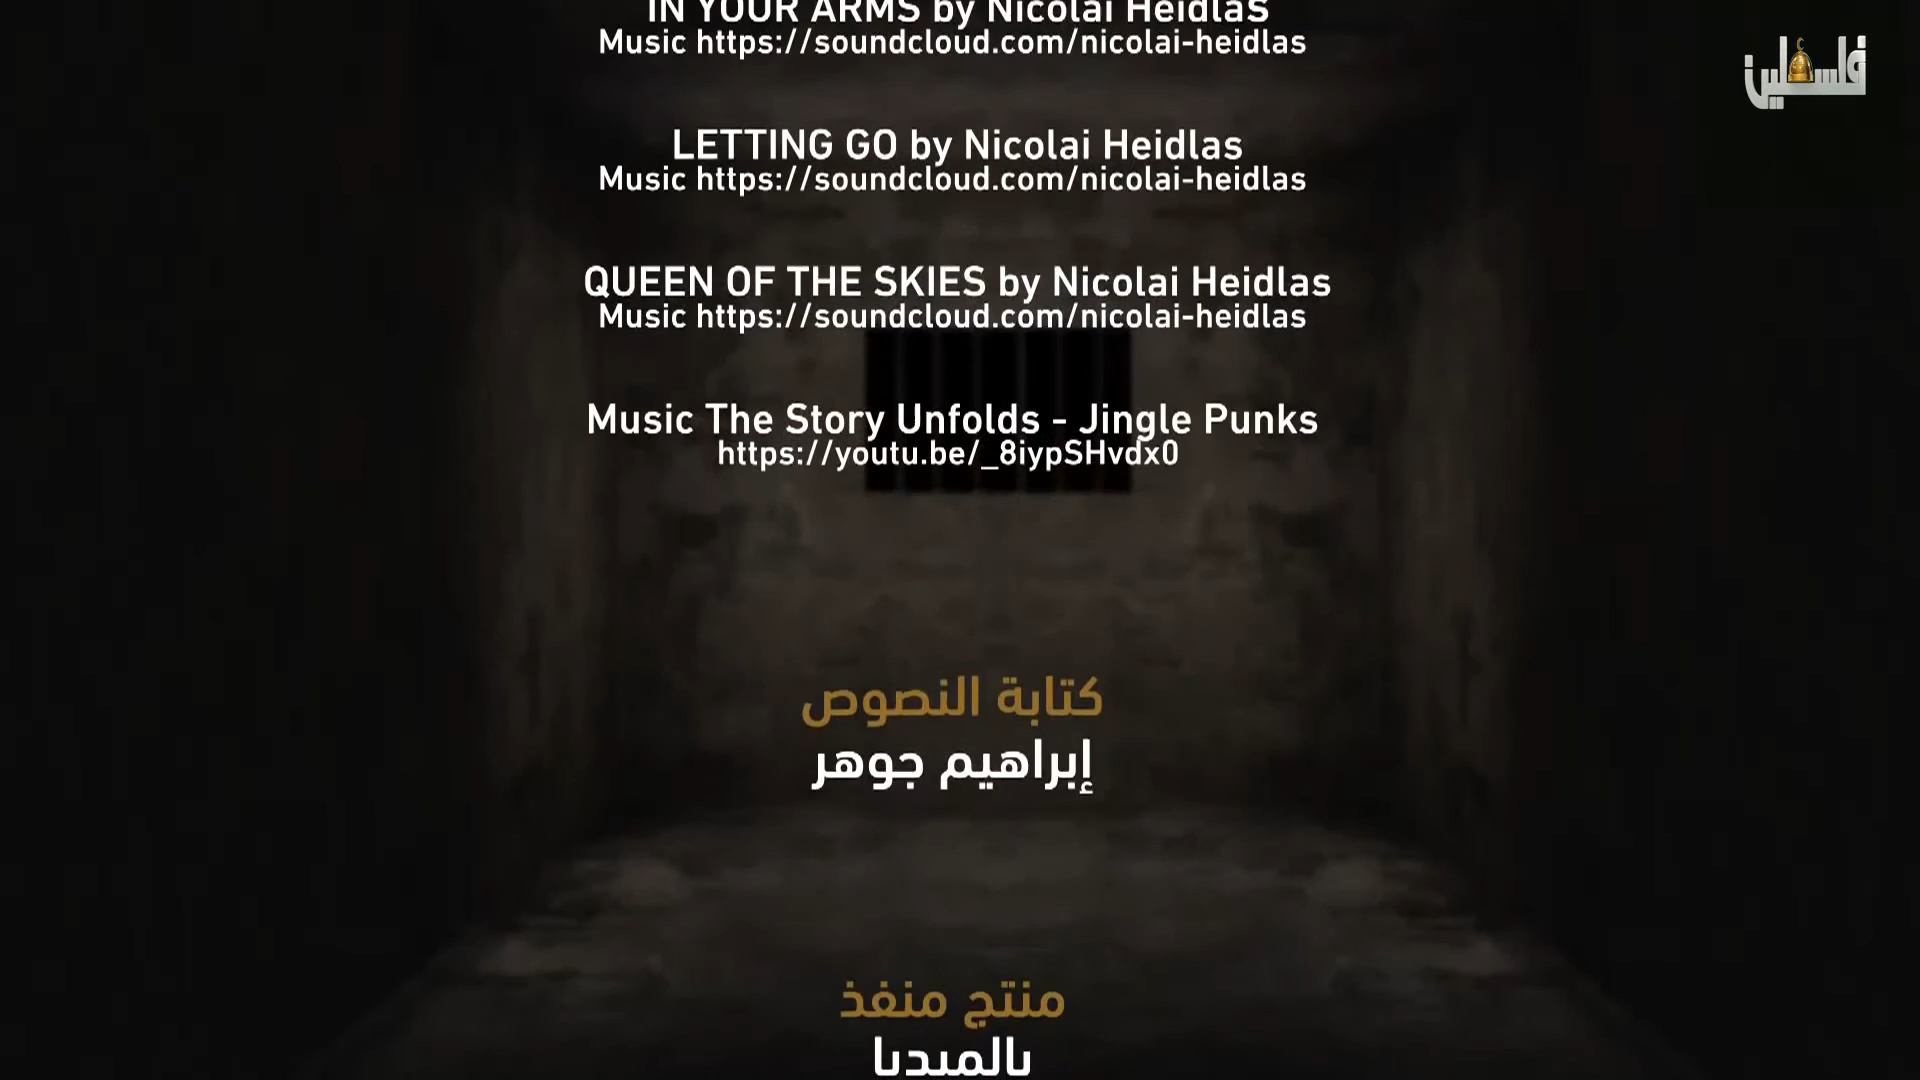 IN YOUR ARMS by Nicolai Heidlas
Music https://soundcloud.com/nicolai-heidlas
فلسطين
LETTING GO by Nicolai Heidlas
Music https://soundcloud.com/nicolai-heidlas
QUEEN OF THE SKIES by Nicolai Heidlas
Music https://soundcloud.com/nicolai-heidlas
Music The Story Unfolds - Jingle Punks
https://youtu.be/_8iypSHvdx0
كتابة النصوص
إبراهيم جوهر
منتج منفذ
بالميديا